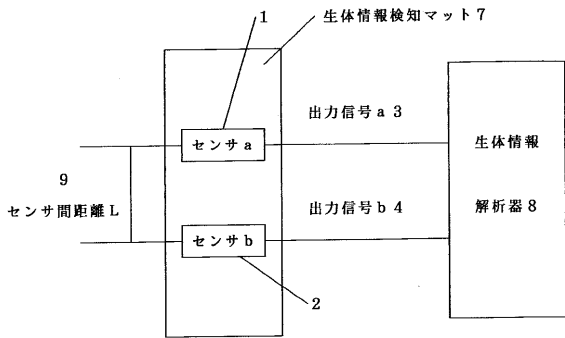 1
生体情報検知マット7
出力信号a3
センサa
生体情報
9
センサ間距離L
出力信号b4
解析器8
センサb
2